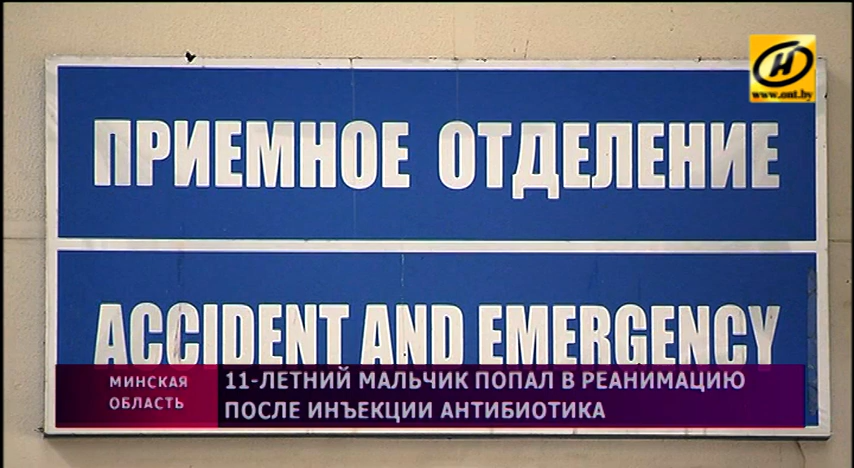 www.ont.by
ПРИЕМНОЕ ОТДЕЛЕНИЕ
ACCIDENT AND EMERGENCY
МИНСКАЯ
ОБЛАСТЬ
11-ЛЕТНИЙ МАЛЬЧИК ПОПАЛ В РЕАНИМАЦИЮ
ПОСЛЕ ИНЪЕКЦИИ АНТИБИОТИКА